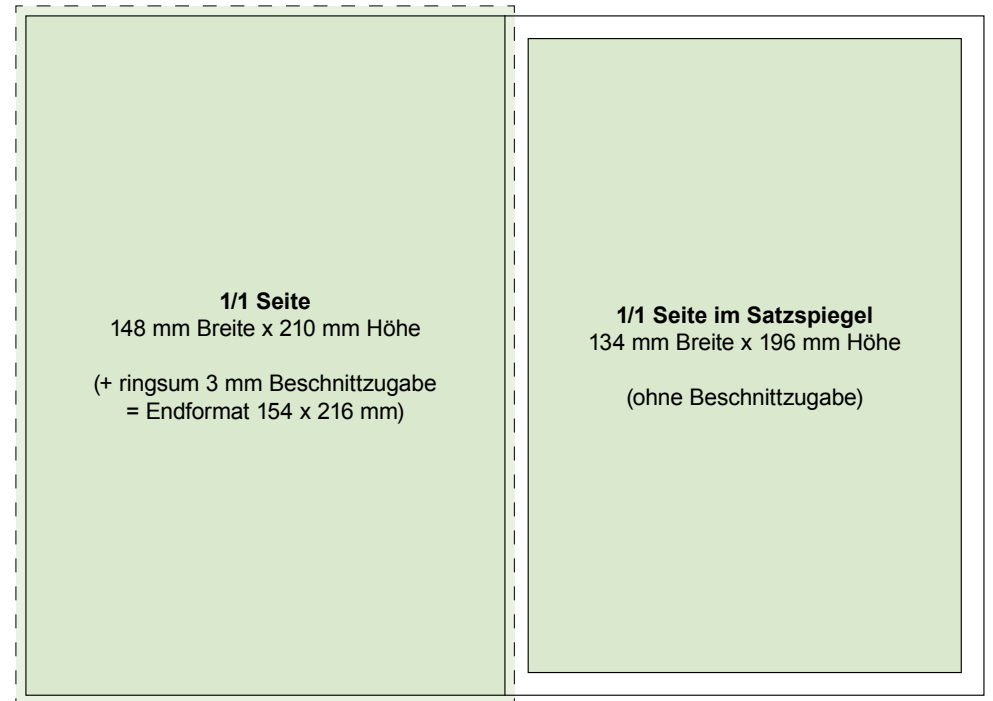 1/1 Seite
148 mm Breite x 210 mm Höhe
(+ ringsum 3 mm Beschnittzugabe
= Endformat 154 x 216 mm)
1/1 Seite im Satzspiegel
134 mm Breite x 196 mm Höhe
(ohne Beschnittzugabe)